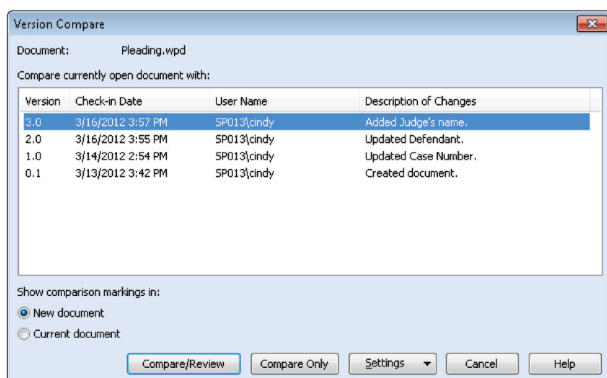 Version Compare
Document: Pleading.wpd
Compare currently open document with:
Version Check-in Date User Name Description of Changes
3.0 3/16/2012 3:57 PM SP013\cindy Added Judge's name.
2.0 3/16/2012 3:55 PM SP013\cindy Updated Defendant.
1.0 3/14/2012 2:54 PM SP013\cindy Updated Case Number.
0.1 3/13/2012 3:42 PM SP013\cindy Created document.
Show comparison markings in:
New document
Current document
Compare/Review Compare Only Settings Cancel Help